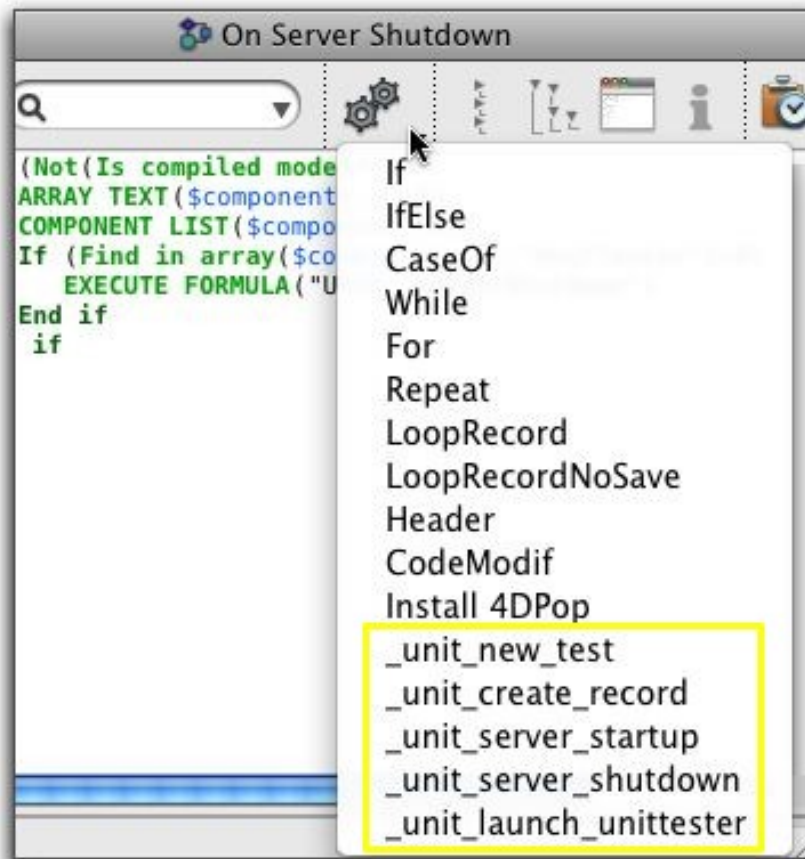 On Server Shutdown
(Not(Is compiled mode
ARRAY TEXT($component
COMPONENT LIST($compo
If (Find in array($co
EXECUTE FORMULA("U
End if
if
If
IfElse
CaseOf
While
For
Repeat
LoopRecord
LoopRecordNoSave
Header
CodeModif
Install 4DPop
_unit_new_test
_unit_create_record
_unit_server_startup
_unit_server_shutdown
_unit_launch_unittester